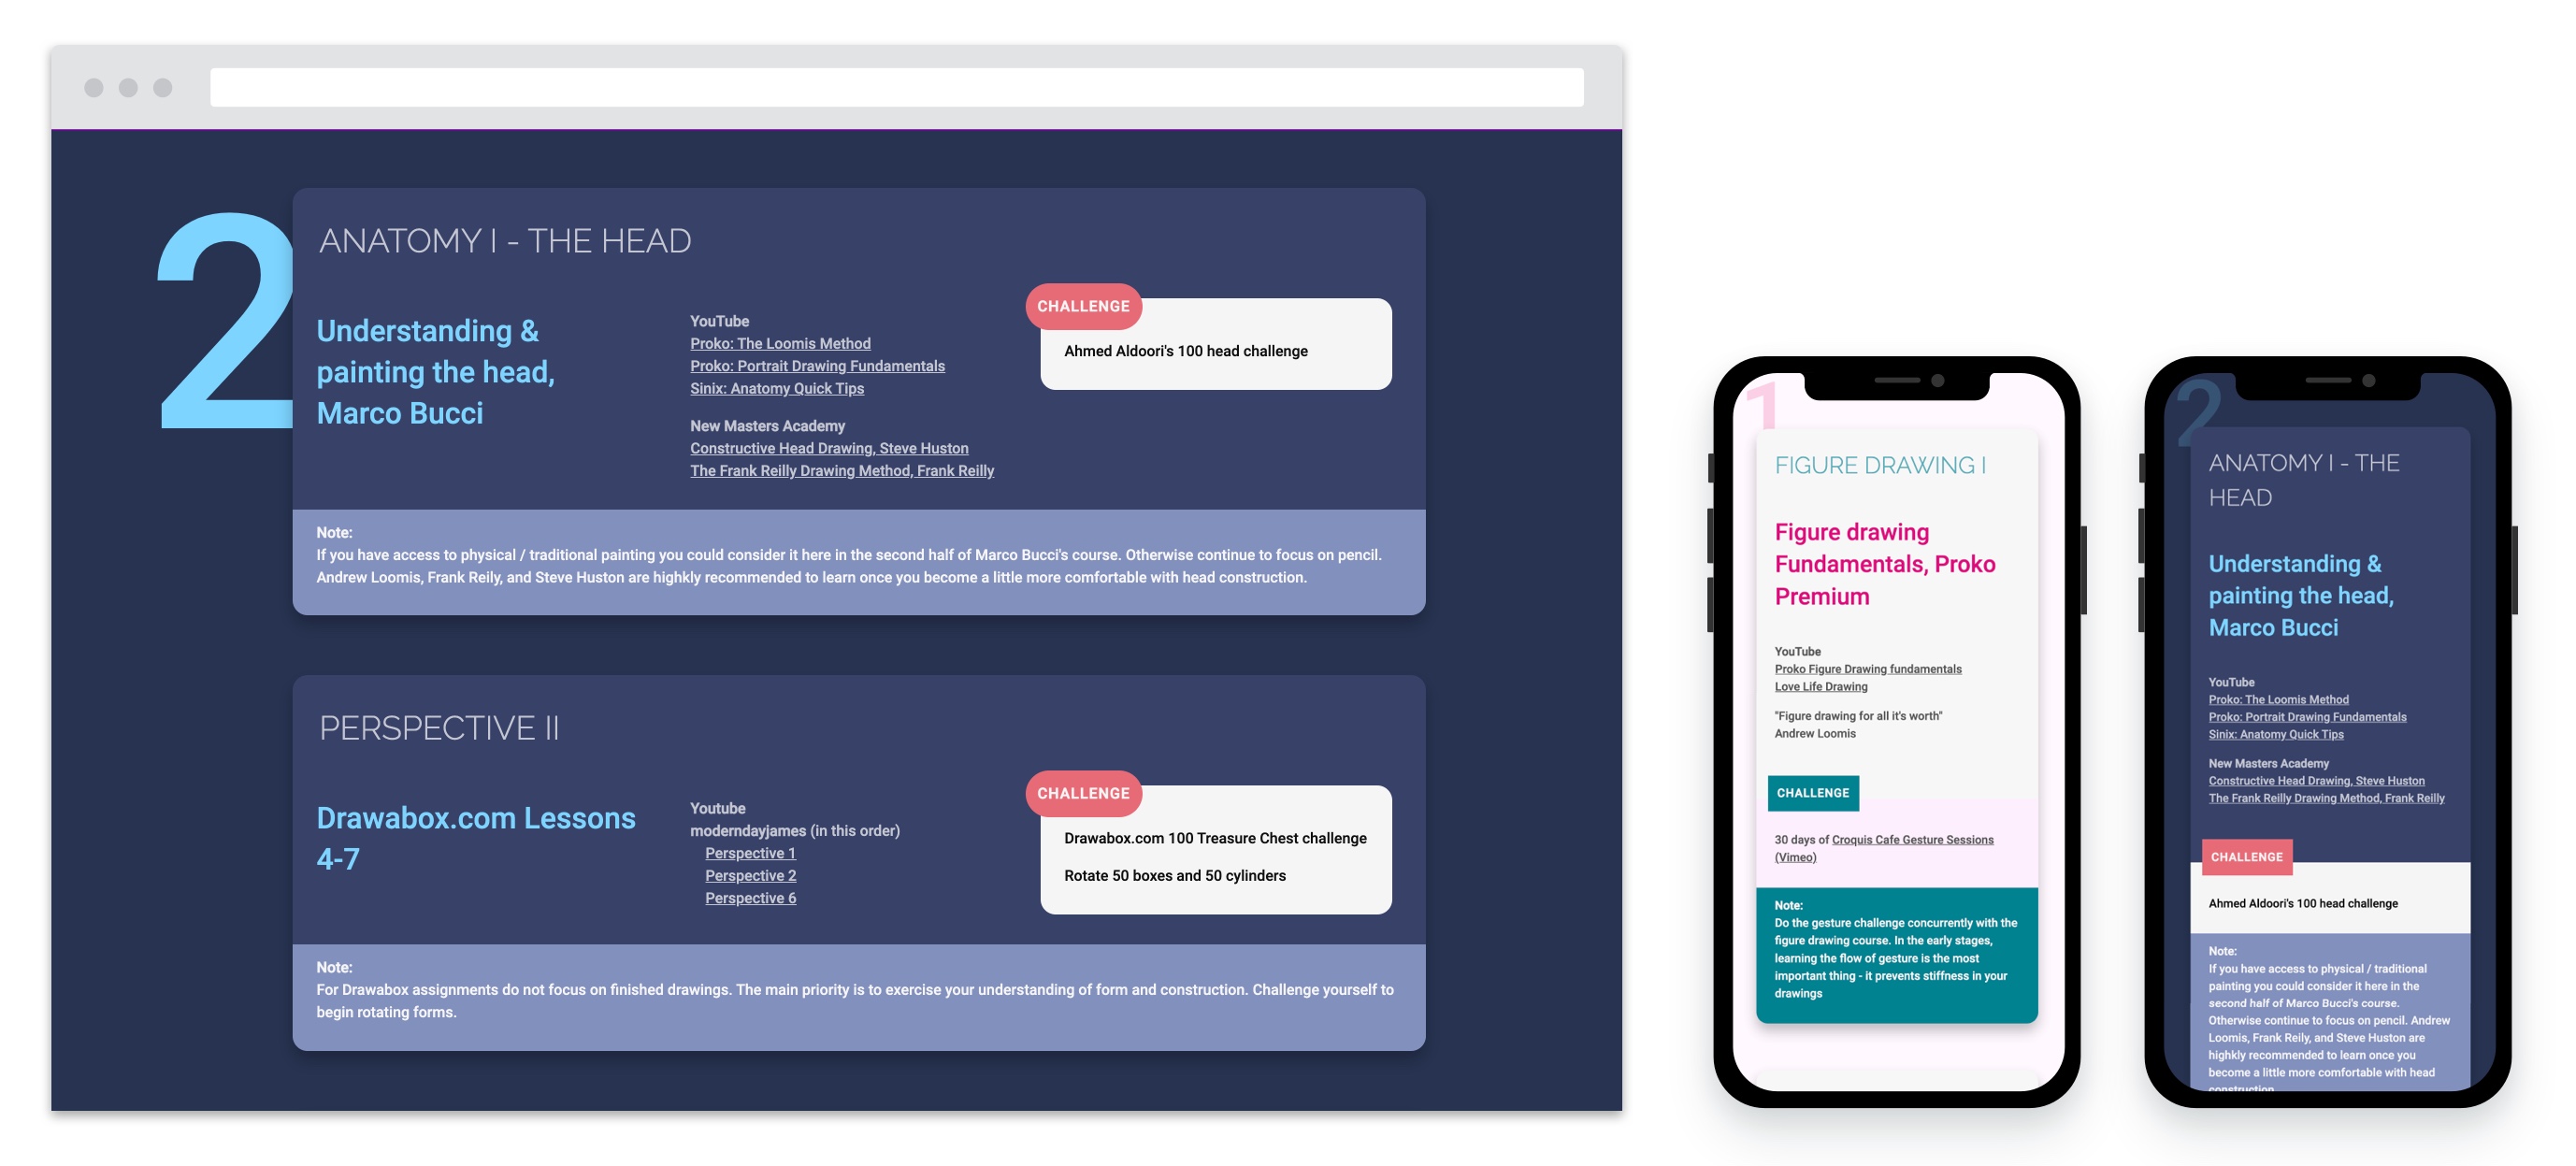 2
ANATOMY I - THE HEAD
Understanding &
painting the head,
Marco Bucci
YouTube
Proko: The Loomis Method
Proko: Portrait Drawing Fundamentals
Sinix: Anatomy Quick Tips
New Masters Academy
Constructive Head Drawing, Steve Huston
The Frank Reilly Drawing Method, Frank Reilly
CHALLENGE
Ahmed Aldoori's 100 head challenge
Note:
If you have access to physical / traditional painting you could consider it here in the second half of Marco Bucci's course. Otherwise continue to focus on pencil.
Andrew Loomis, Frank Reily, and Steve Huston are highkly recommended to learn once you become a little more comfortable with head construction.
PERSPECTIVE II
Drawabox.com Lessons
4-7
Youtube
moderndayjames (in this order)
Perspective 1
Perspective 2
Perspective 6
CHALLENGE
Drawabox.com 100 Treasure Chest challenge
Rotate 50 boxes and 50 cylinders
Note:
For Drawabox assignments do not focus on finished drawings. The main priority is to exercise your understanding of form and construction. Challenge yourself to
begin rotating forms.
1
FIGURE DRAWING I
Figure drawing
Fundamentals, Proko
Premium
YouTube
Proko Figure Drawing fundamentals
Love Life Drawing
"Figure drawing for all it's worth"
Andrew Loomis
CHALLENGE
30 days of Croquis Cafe Gesture Sessions
(Vimeo)
Note:
Do the gesture challenge concurrently with the
figure drawing course. In the early stages,
learning the flow of gesture is the most
important thing - it prevents stiffness in your
drawings
2
ANATOMY I - THE
HEAD
Understanding &
painting the head,
Marco Bucci
YouTube
Proko: The Loomis Method
Proko: Portrait Drawing Fundamentals
Sinix: Anatomy Quick Tips
New Masters Academy
Constructive Head Drawing, Steve Huston
The Frank Reilly Drawing Method, Frank Reilly
CHALLENGE
Ahmed Aldoori's 100 head challenge
Note:
If you have access to physical / traditional
painting you could consider it here in the
second half of Marco Bucci's course.
Otherwise continue to focus on pencil. Andrew
Loomis, Frank Reily, and Steve Huston are
highkly recommended to learn once you
become a little more comfortable with head
construction